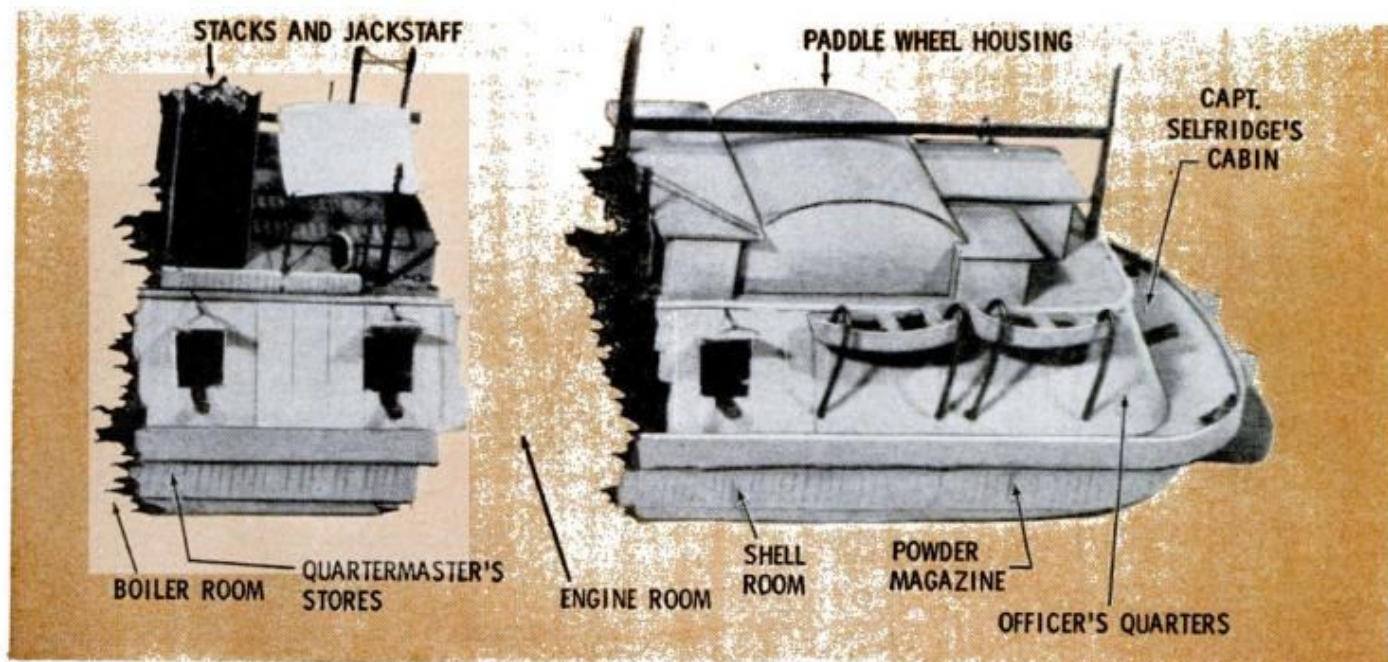 STACKS AND JACKSTAFF
PADDLE WHEEL HOUSING
CAPT.
SELFRIDGE'S
CABIN
BOILER ROOM
QUARTERMASTER'S
STORES
ENGINE ROOM
SHELL
ROOM
POWDER
MAGAZINE
OFFICER'S QUARTERS